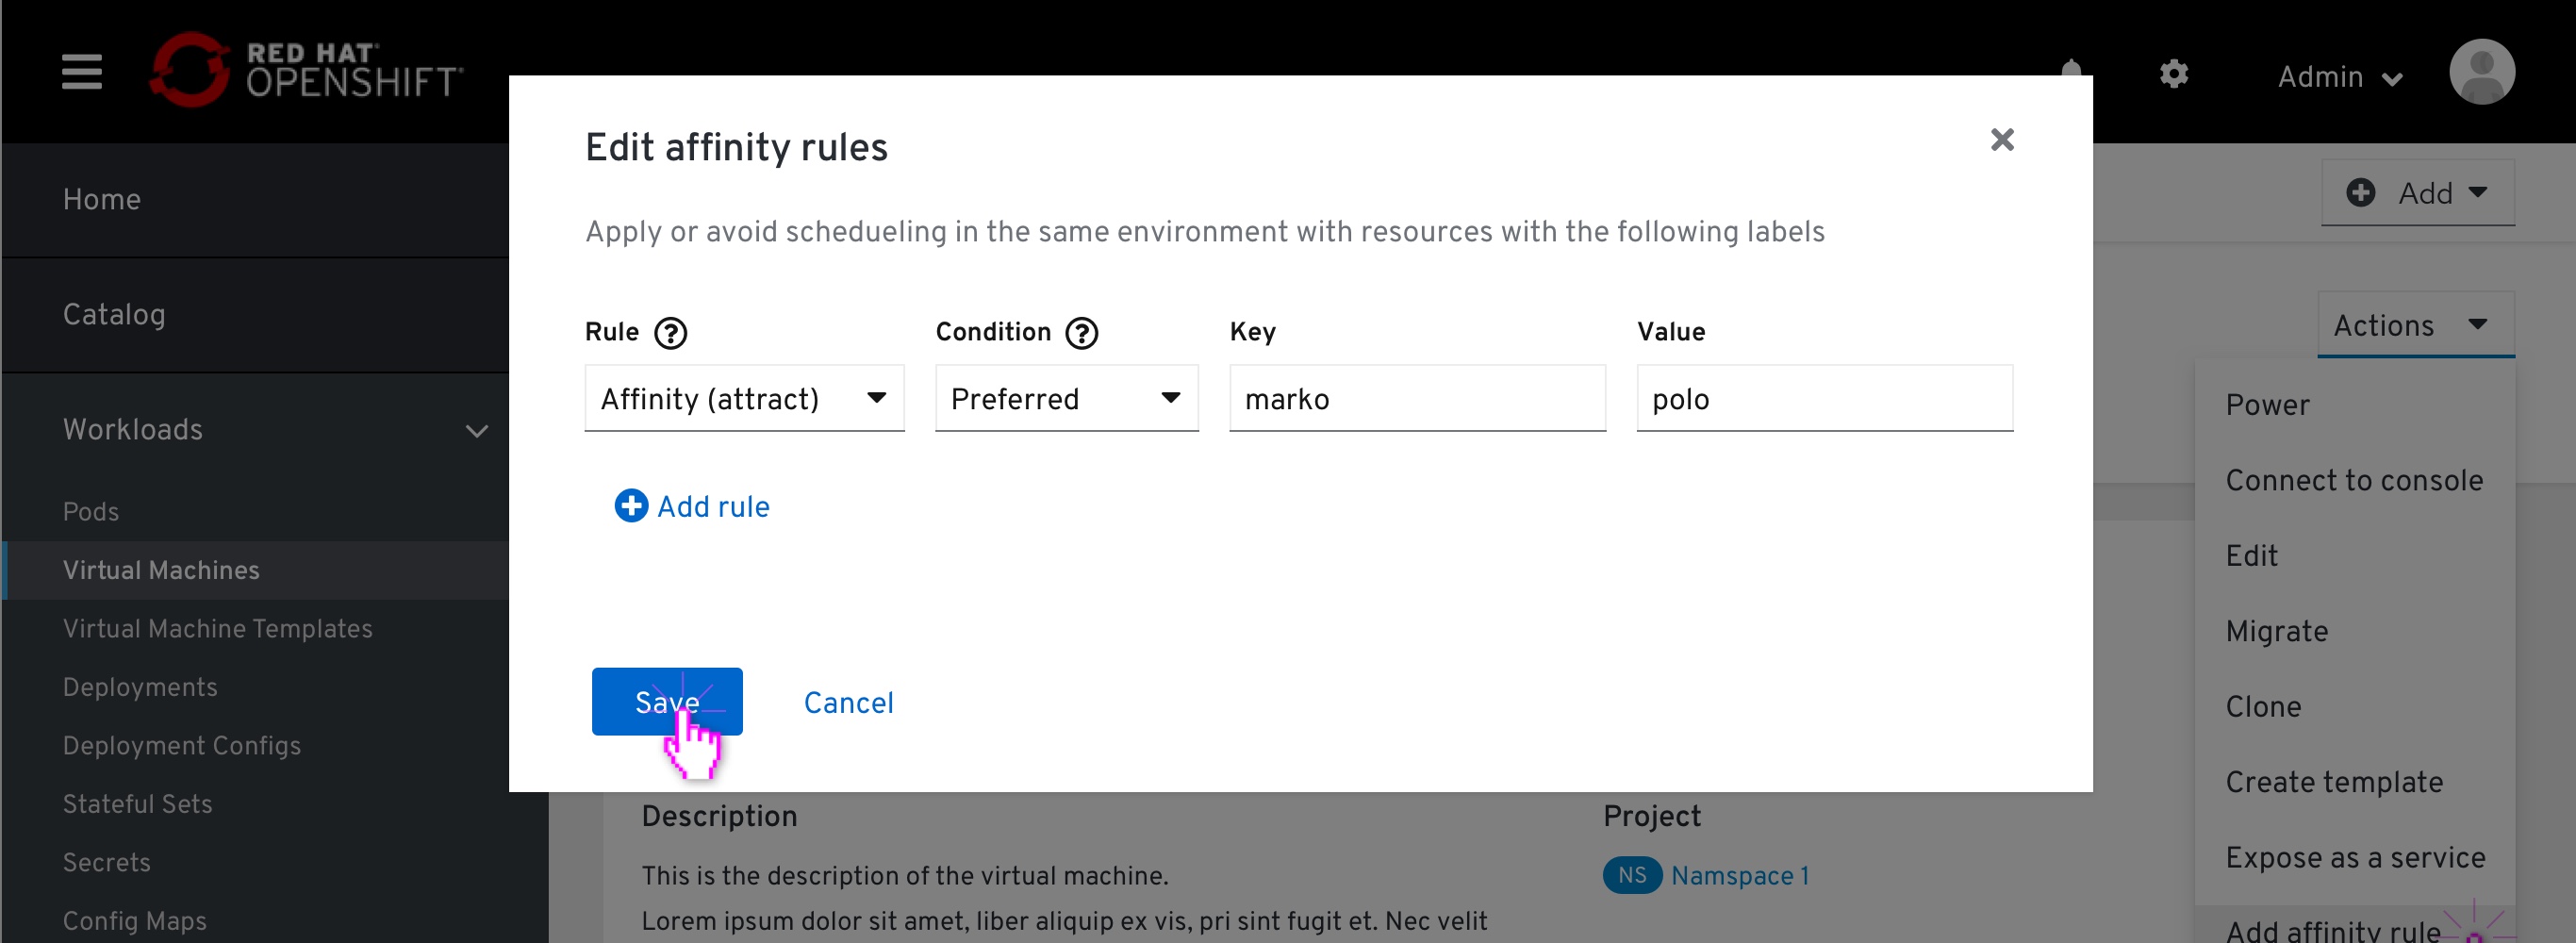 RED HAT®
OPENSHIFT®
Admin
Home
Catalog
Workloads
Pods
Virtual Machines
Virtual Machine Templates
Deployments
Deployment Configs
Stateful Sets
Secrets
Config Maps
Edit affinity rules
Apply or avoid schedueling in the same environment with resources with the following labels
Rule Condition Key Value
Affinity (attract) Preferred marko polo
Add rule
Save Cancel
Add
Actions
Power
Connect to console
Edit
Migrate
Clone
Create template
Expose as a service
Add affinity rule
Description
This is the description of the virtual machine.
Lorem ipsum dolor sit amet, liber aliquip ex vis, pri sint fugit et. Nec velit
Project
NS Namspace 1